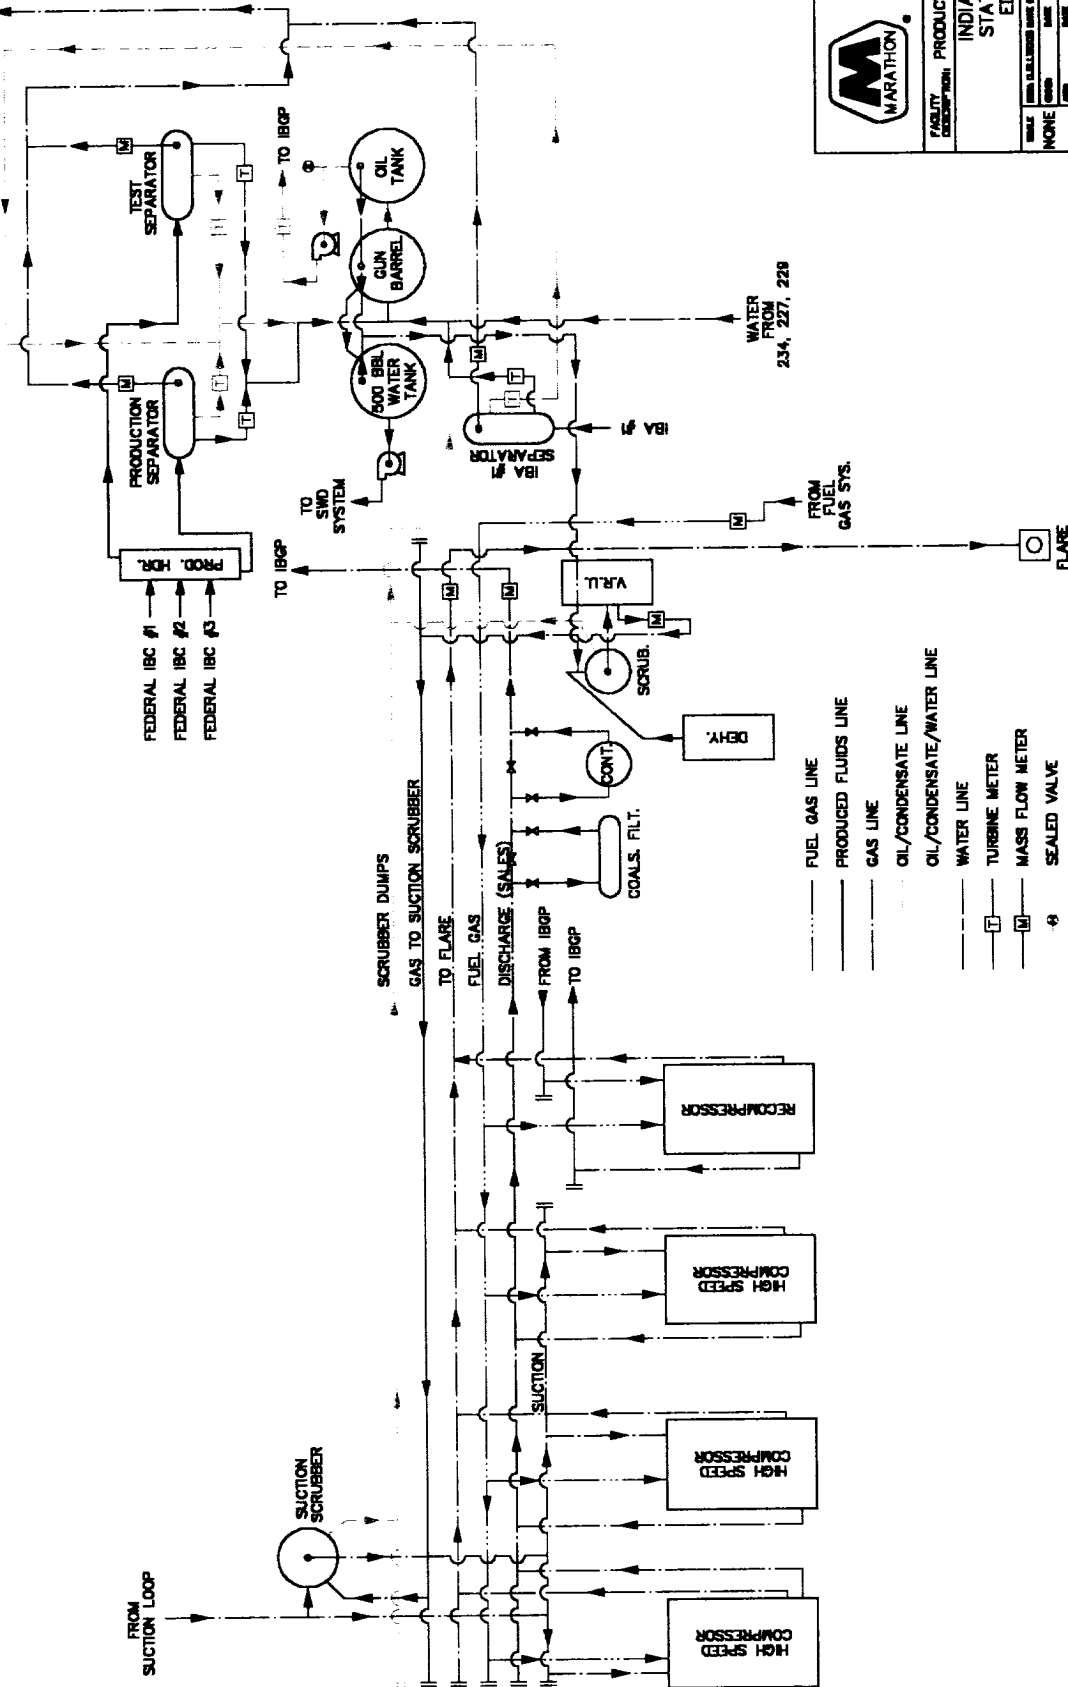 MARATHON
®
FACILITY
DESCRIPTION: PRODUCT
INDIA
STA
E
SCALE
NONE
DATE
TEST
SEPARATOR
M
T
T
TO IBGP
OIL
TANK
GUN
BARREL
500 BBL
WATER
TANK
PRODUCTION
SEPARATOR
M
T
T
PROD. HDR.
FEDERAL IBC #1
FEDERAL IBC #2
FEDERAL IBC #3
TO IBGP
TO
SWD
SYSTEM
WATER
FROM
234, 227, 229
M
T
T
IBA #1
SEPARATOR
IBA #1
FROM
FUEL
GAS SYS.
M
FLARE
V.R.U.
M
M
M
SCRUB.
DEHY.
CONT.
COALS. FILT.
SCRUBBER DUMPS
GAS TO SUCTION SCRUBBER
TO FLARE
FUEL GAS
DISCHARGE (SALES)
FROM IBGP
TO IBGP
FUEL GAS LINE
PRODUCED FLUIDS LINE
GAS LINE
OIL/CONDENSATE LINE
OIL/CONDENSATE/WATER LINE
WATER LINE
T TURBINE METER
M MASS FLOW METER
SEALED VALVE
RECOMPRESSOR
HIGH SPEED
COMPRESSOR
SUCTION
HIGH SPEED
COMPRESSOR
HIGH SPEED
COMPRESSOR
SUCTION
SCRUBBER
FROM
SUCTION LOOP